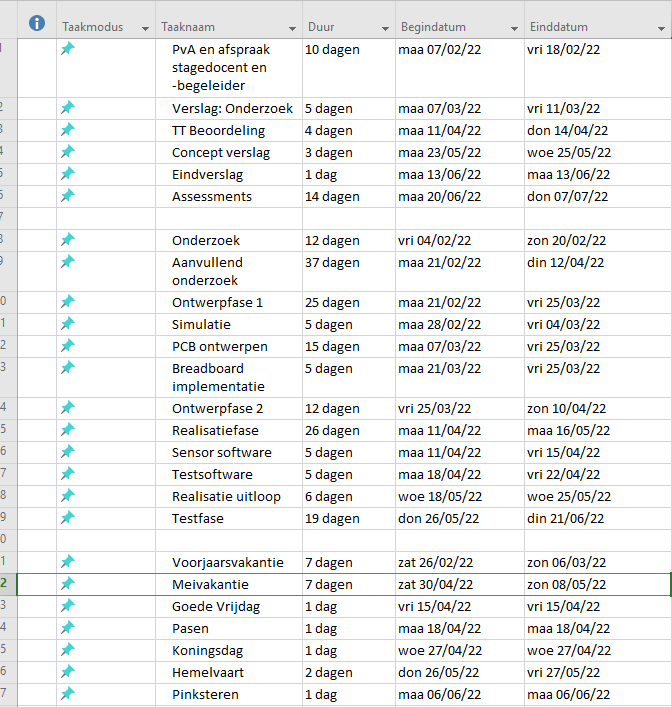 Taakmodus Taaknaam Duur Begindatum Einddatum
1 PvA en afspraak 10 dagen maa 07/02/22 vri 18/02/22
stagedocent en
-begeleider
2 Verslag: Onderzoek 5 dagen maa 07/03/22 vri 11/03/22
3 TT Beoordeling 4 dagen maa 11/04/22 don 14/04/22
4 Concept verslag 3 dagen maa 23/05/22 woe 25/05/22
5 Eindverslag 1 dag maa 13/06/22 maa 13/06/22
6 Assessments 14 dagen maa 20/06/22 don 07/07/22
7
8 Onderzoek 12 dagen vri 04/02/22 zon 20/02/22
9 Aanvullend 37 dagen maa 21/02/22 din 12/04/22
onderzoek
0 Ontwerpfase 1 25 dagen maa 21/02/22 vri 25/03/22
1 Simulatie 5 dagen maa 28/02/22 vri 04/03/22
2 PCB ontwerpen 15 dagen maa 07/03/22 vri 25/03/22
3 Breadboard 5 dagen maa 21/03/22 vri 25/03/22
implementatie
4 Ontwerpfase 2 12 dagen vri 25/03/22 zon 10/04/22
5 Realisatiefase 26 dagen maa 11/04/22 maa 16/05/22
6 Sensor software 5 dagen maa 11/04/22 vri 15/04/22
7 Testsoftware 5 dagen maa 18/04/22 vri 22/04/22
8 Realisatie uitloop 6 dagen woe 18/05/22 woe 25/05/22
9 Testfase 19 dagen don 26/05/22 din 21/06/22
0
1 Voorjaarsvakantie 7 dagen zat 26/02/22 zon 06/03/22
2 Meivakantie 7 dagen zat 30/04/22 zon 08/05/22
3 Goede Vrijdag 1 dag vri 15/04/22 vri 15/04/22
4 Pasen 1 dag maa 18/04/22 maa 18/04/22
5 Koningsdag 1 dag woe 27/04/22 woe 27/04/22
6 Hemelvaart 2 dagen don 26/05/22 vri 27/05/22
7 Pinksteren 1 dag maa 06/06/22 maa 06/06/22